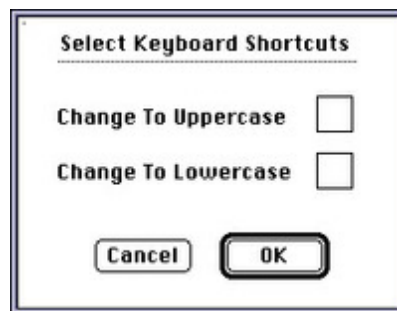 Select Keyboard Shortcuts
Change To Uppercase
Change To Lowercase
Cancel OK